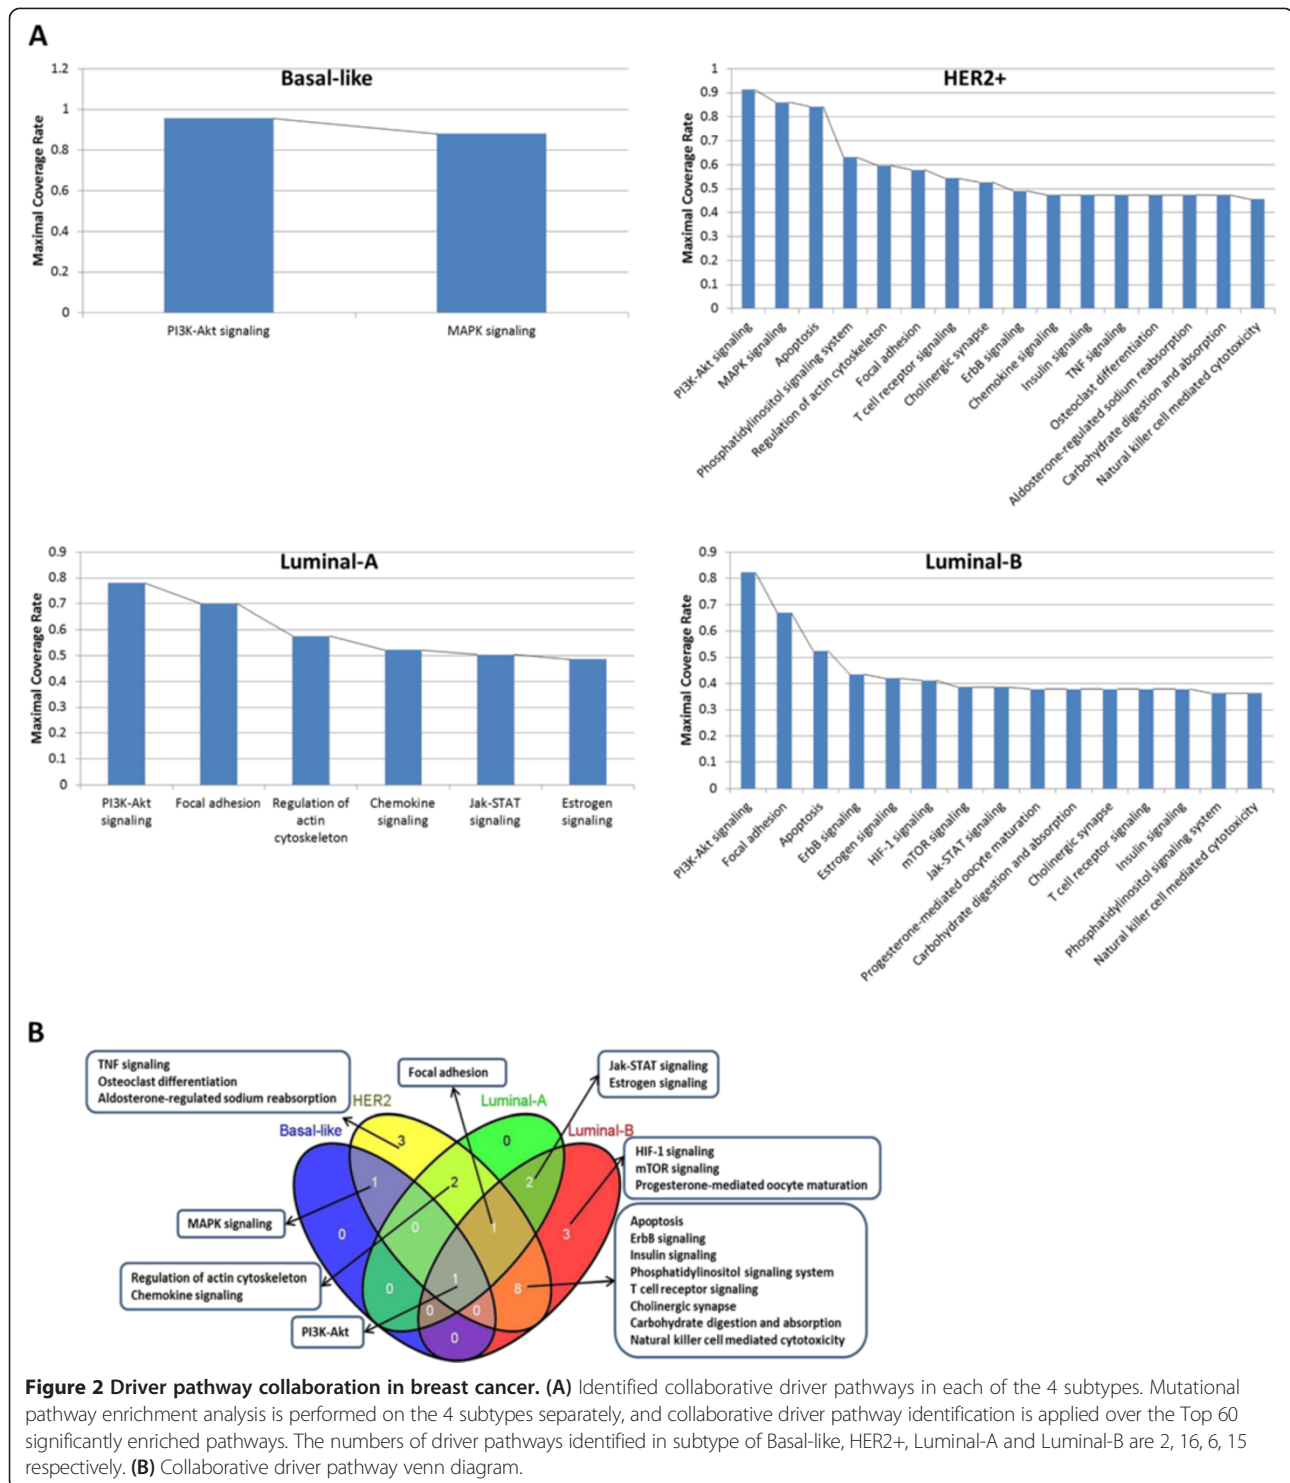 A
Basal-like
Maximal Coverage Rate
1.2
1
0.8
0.6
0.4
0.2
0
PI3K-Akt signaling
MAPK signaling
HER2+
Maximal Coverage Rate
1
0.9
0.8
0.7
0.6
0.5
0.4
0.3
0.2
0.1
0
PI3K-Akt signaling
MAPK signaling
Apoptosis
Phosphatidylinositol signaling system
Regulation of actin cytoskeleton
Focal adhesion
T cell receptor signaling
Cholinergic synapse
ErbB signaling
Chemokine signaling
Insulin signaling
TNF signaling
Osteoclast differentiation
Aldosterone-regulated sodium reabsorption
Carbohydrate digestion and absorption
Natural killer cell mediated cytotoxicity
Luminal-A
Maximal Coverage Rate
0.9
0.8
0.7
0.6
0.5
0.4
0.3
0.2
0.1
0
PI3K-Akt
signaling
Focal adhesion
Regulation of
actin
cytoskeleton
Chemokine
signaling
Jak-STAT
signaling
Estrogen
signaling
Luminal-B
Maximal Coverage Rate
0.9
0.8
0.7
0.6
0.5
0.4
0.3
0.2
0.1
0
PI3K-Akt signaling
Focal adhesion
Apoptosis
ErbB signaling
Estrogen signaling
HIF-1 signaling
mTOR signaling
Jak-STAT signaling
Progesterone-mediated oocyte maturation
Carbohydrate digestion and absorption
Cholinergic synapse
T cell receptor signaling
Insulin signaling
Phosphatidylinositol signaling system
Natural killer cell mediated cytotoxicity
B
TNF signaling
Osteoclast differentiation
Aldosterone-regulated sodium reabsorption
Focal adhesion
Jak-STAT signaling
Estrogen signaling
HER2
Luminal-A
Basal-like
Luminal-B
3
0
HIF-1 signaling
mTOR signaling
Progesterone-mediated oocyte maturation
1
2
2
MAPK signaling
0
0
1
3
Apoptosis
ErbB signaling
Insulin signaling
Phosphatidylinositol signaling system
T cell receptor signaling
Cholinergic synapse
Carbohydrate digestion and absorption
Natural killer cell mediated cytotoxicity
Regulation of actin cytoskeleton
Chemokine signaling
0
1
8
0
0
PI3K-Akt
0
Figure 2 Driver pathway collaboration in breast cancer. (A) Identified collaborative driver pathways in each of the 4 subtypes. Mutational
pathway enrichment analysis is performed on the 4 subtypes separately, and collaborative driver pathway identification is applied over the Top 60
significantly enriched pathways. The numbers of driver pathways identified in subtype of Basal-like, HER2+, Luminal-A and Luminal-B are 2, 16, 6, 15
respectively. (B) Collaborative driver pathway venn diagram.